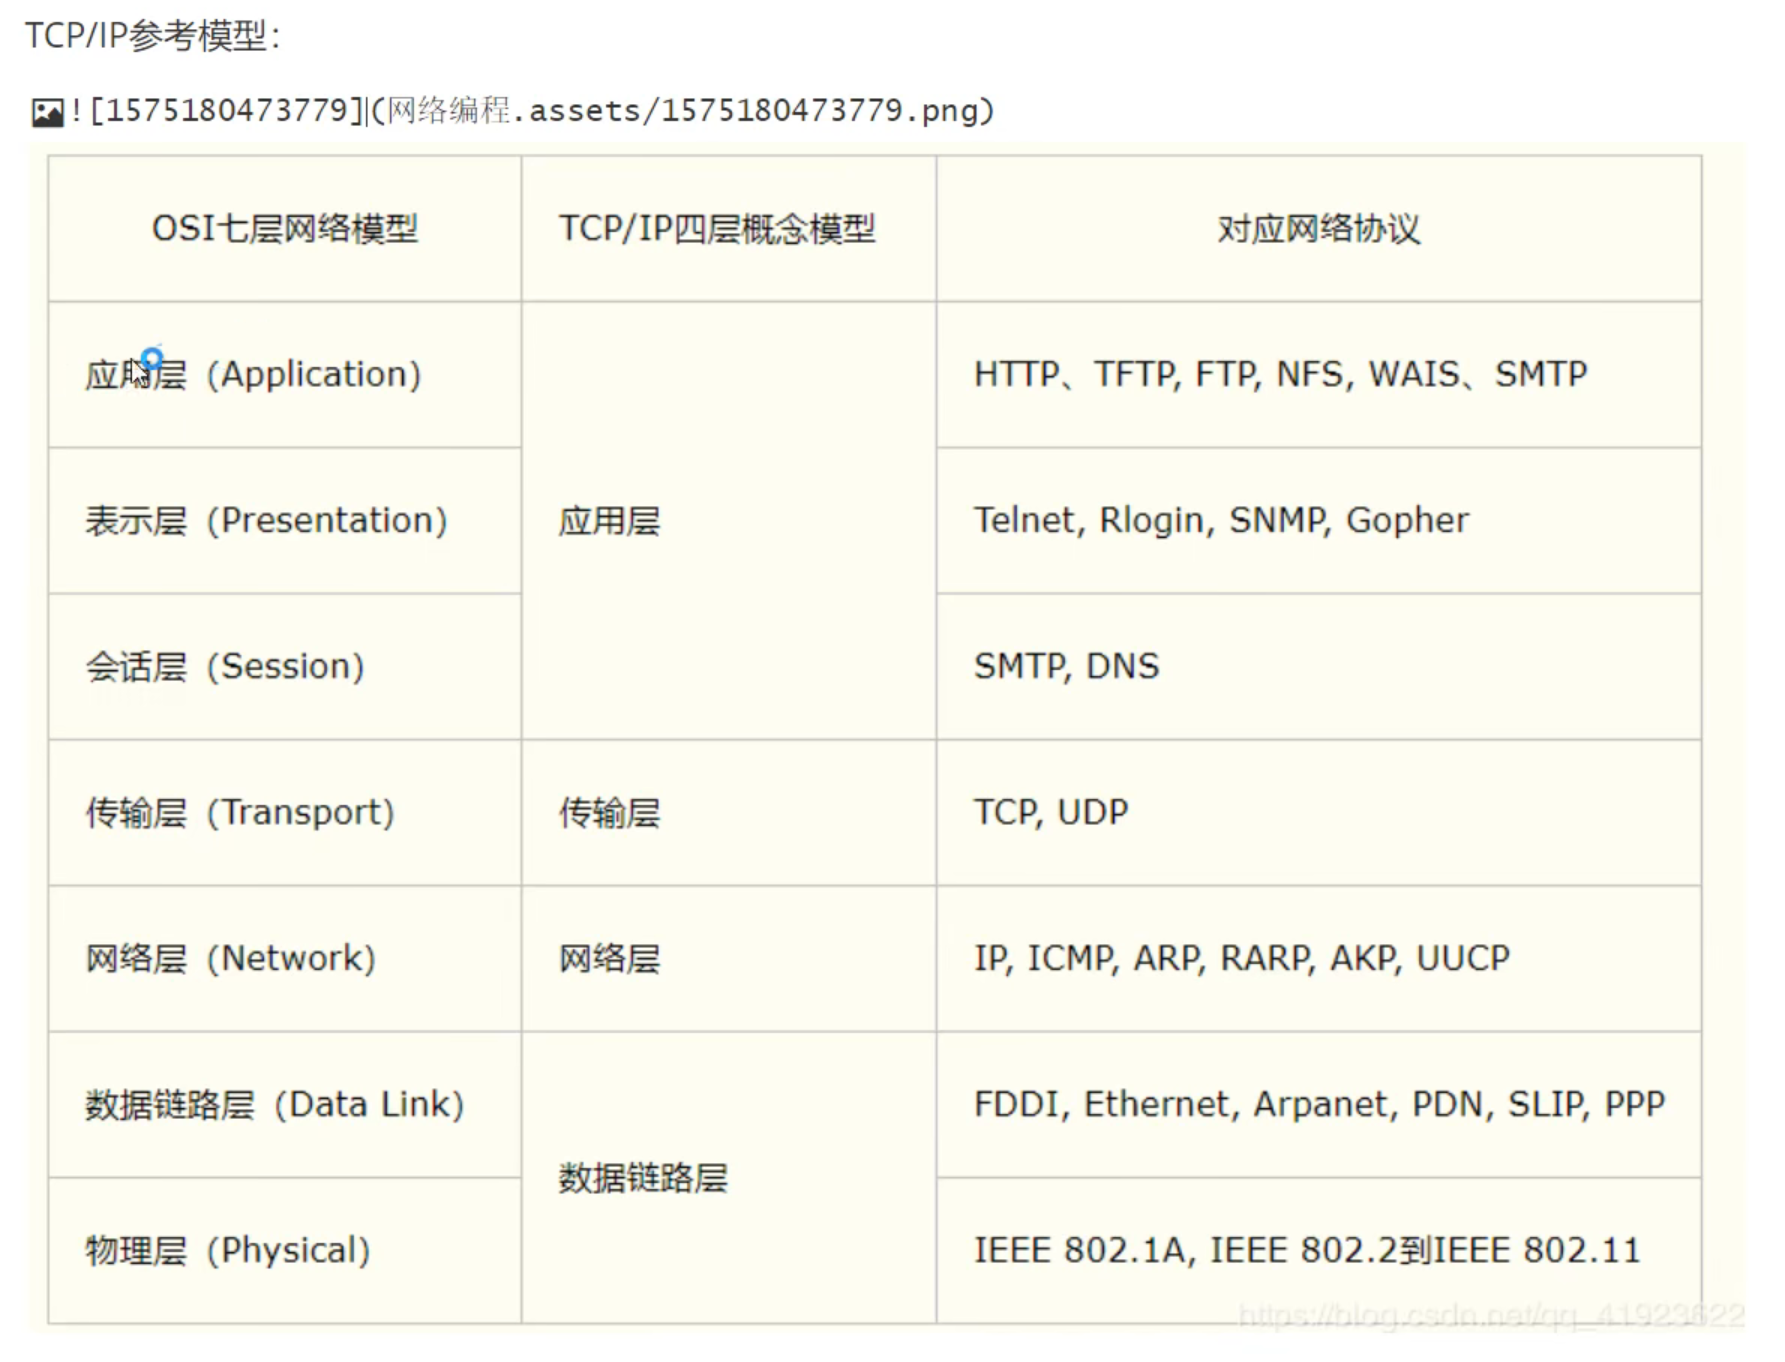 TCP/IP参考模型：
![1575180473779](网络编程.assets/1575180473779.png)
OSI七层网络模型 TCP/IP四层概念模型 对应网络协议
应用层（Application） HTTP、TFTP, FTP, NFS, WAIS、SMTP
表示层（Presentation） 应用层 Telnet, Rlogin, SNMP, Gopher
会话层（Session） SMTP, DNS
传输层（Transport） 传输层 TCP, UDP
网络层（Network） 网络层 IP, ICMP, ARP, RARP, AKP, UUCP
数据链路层（Data Link） FDDI, Ethernet, Arpanet, PDN, SLIP, PPP
数据链路层
物理层（Physical） IEEE 802.1A, IEEE 802.2到IEEE 802.11
https://blog.csdn.net/qq_41923622